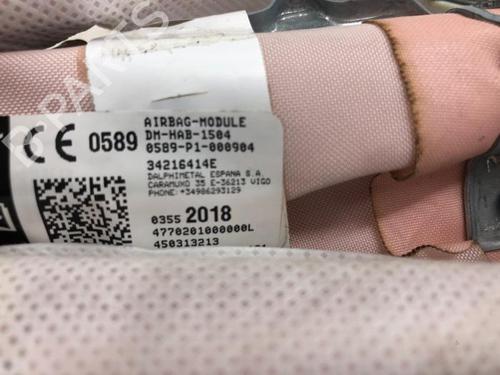 AIRBAG-MODULE
DM-HAB-1504
0589-P1-000904
CE 0589
34216414E
DALPHIMETAL ESPANA S.A.
CARAMUXO 35 E-36213 VIGO
PHONE:+34986293129
0355 2018
4770201000000L
450313213